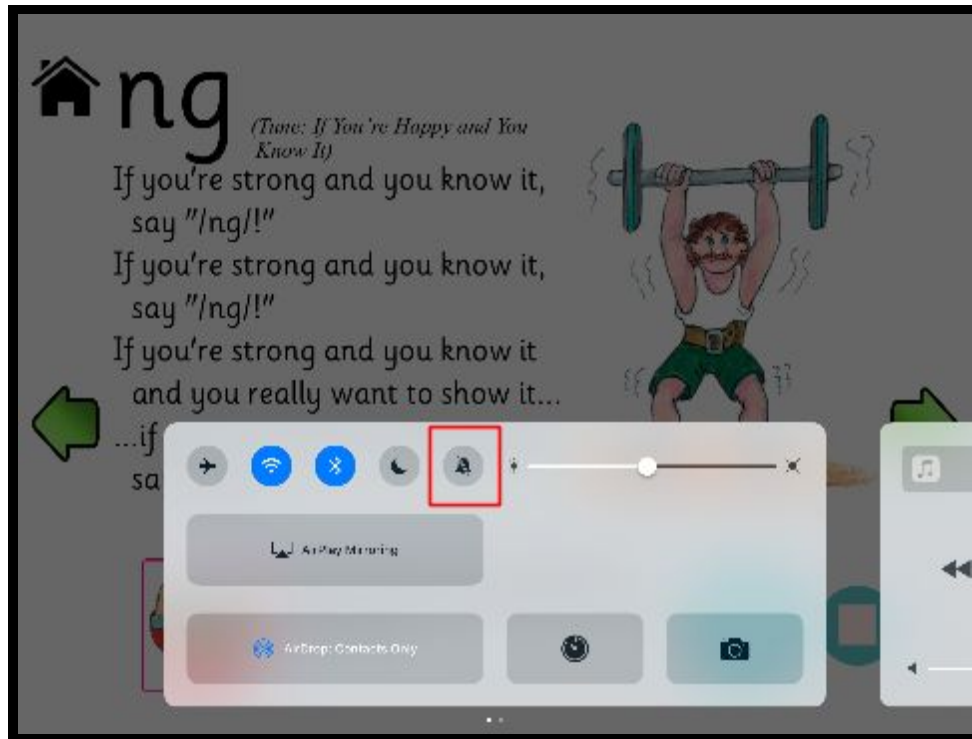 ng
(Tune: If You're Happy and You
Know It)
If you're strong and you know it,
say "/ng/!"
If you're strong and you know it,
say "/ng/!"
If you're strong and you know it
and you really want to show it...
...if
sa
AirPlay Mirroring
AirDrop: Contacts Only